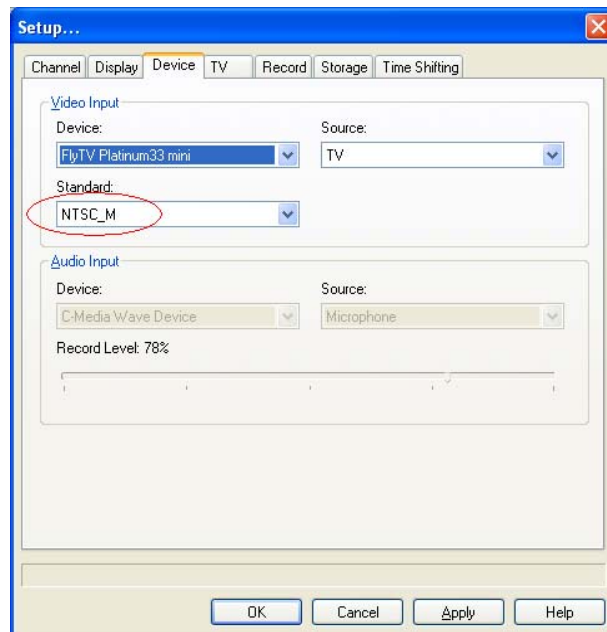 Setup...
Channel Display Device TV Record Storage Time Shifting
Video Input
Device: Source:
FlyTV Platinum33 mini TV
Standard:
NTSC_M
Audio Input
Device: Source:
C-Media Wave Device Microphone
Record Level: 78%
OK Cancel Apply Help